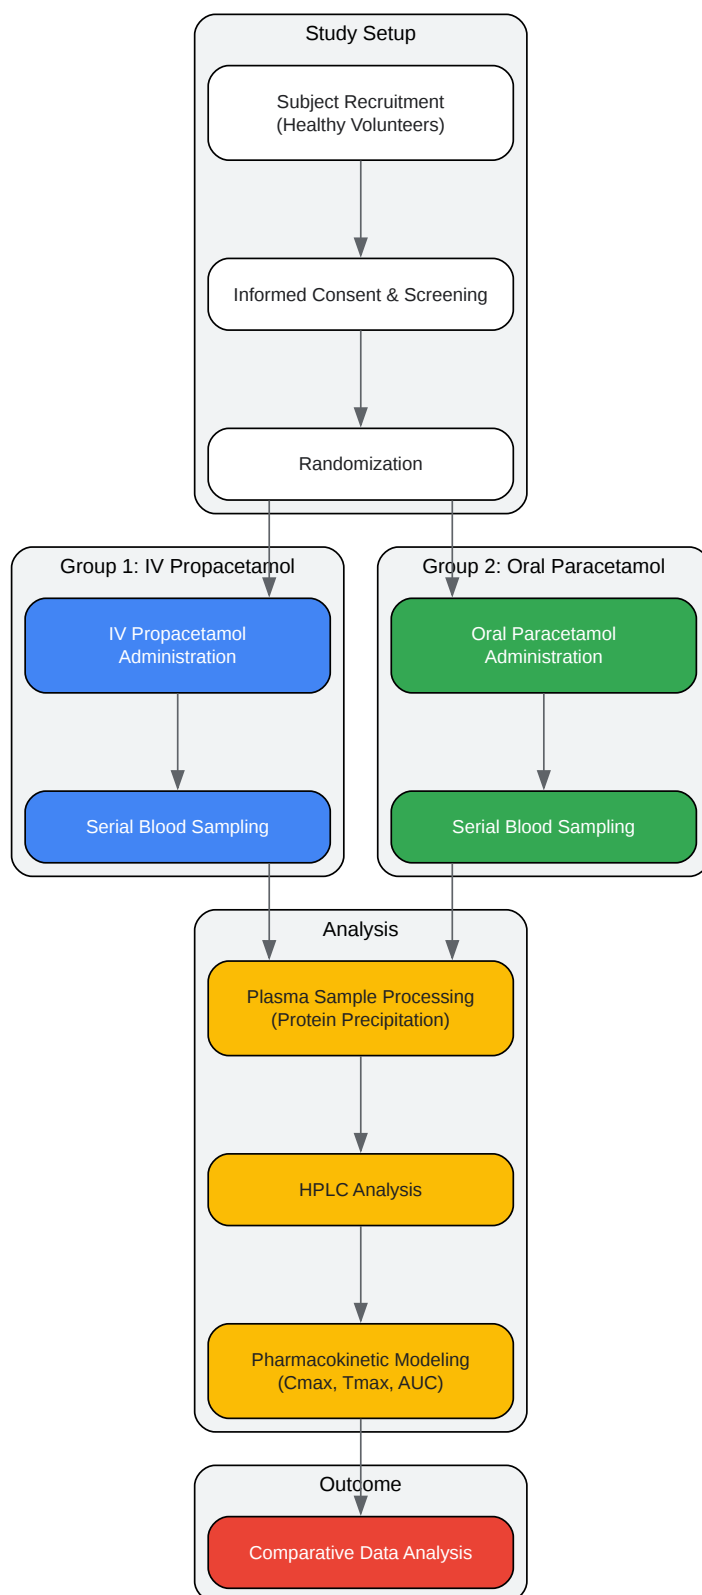 Study Setup
Subject Recruitment
(Healthy Volunteers)
Informed Consent & Screening
Randomization
Group 1: IV Propacetamol
IV Propacetamol
Administration
Serial Blood Sampling
Group 2: Oral Paracetamol
Oral Paracetamol
Administration
Serial Blood Sampling
Analysis
Plasma Sample Processing
(Protein Precipitation)
HPLC Analysis
Pharmacokinetic Modeling
(Cmax, Tmax, AUC)
Outcome
Comparative Data Analysis